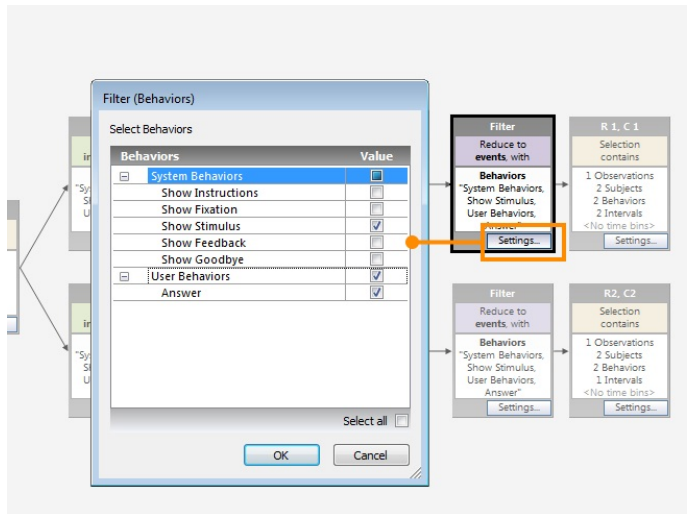 Filter (Behaviors)
Select Behaviors
Behaviors Value
System Behaviors
Show Instructions
Show Fixation
Show Stimulus
Show Feedback
Show Goodbye
User Behaviors
Answer
Select all
OK Cancel
Filter
Reduce to
events, with
Behaviors
"System Behaviors,
Show Stimulus,
User Behaviors,
Answer"
Settings...
R 1, C 1
Selection
contains
1 Observations
2 Subjects
2 Behaviors
2 Intervals
<No time bins>
Settings...
Filter
Reduce to
events, with
Behaviors
"System Behaviors,
Show Stimulus,
User Behaviors,
Answer"
Settings...
R2, C2
Selection
contains
1 Observations
2 Subjects
2 Behaviors
1 Intervals
<No time bins>
Settings...